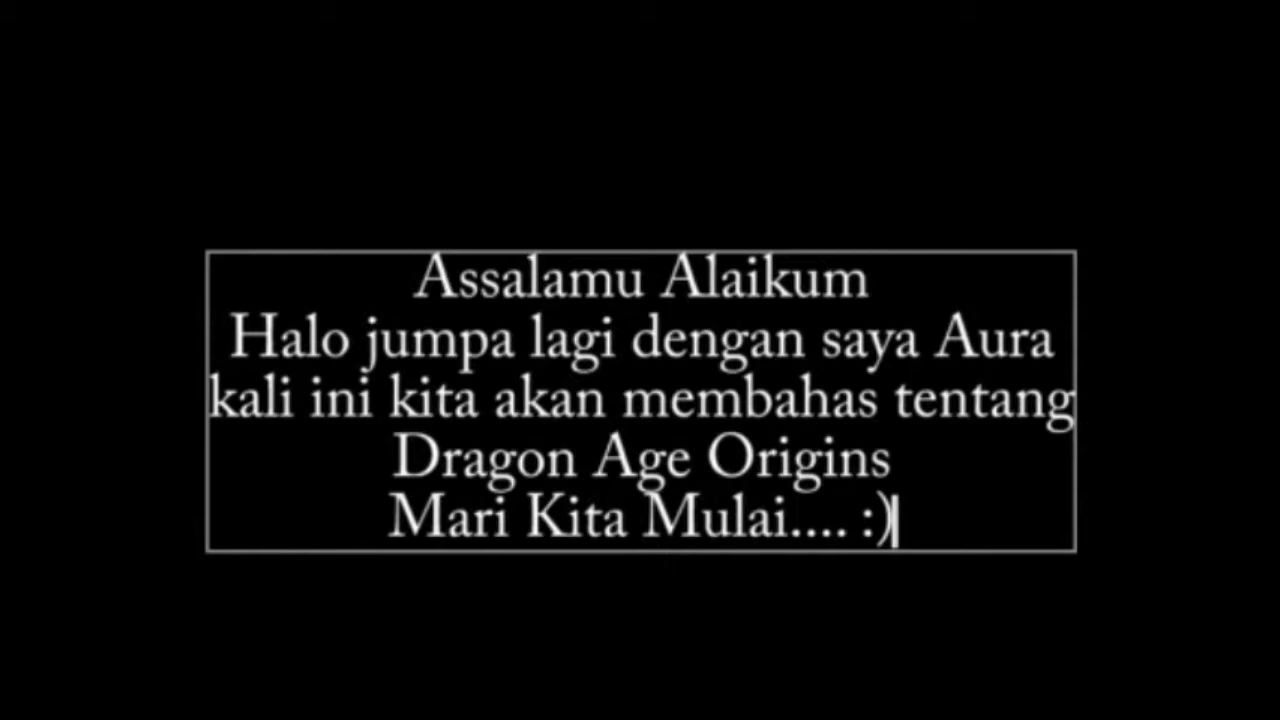 Assalamu Alaikum
Halo jumpa lagi dengan saya Aura
kali ini kita akan membahas tentang
Dragon Age Origins
Mari Kita Mulai.... :)